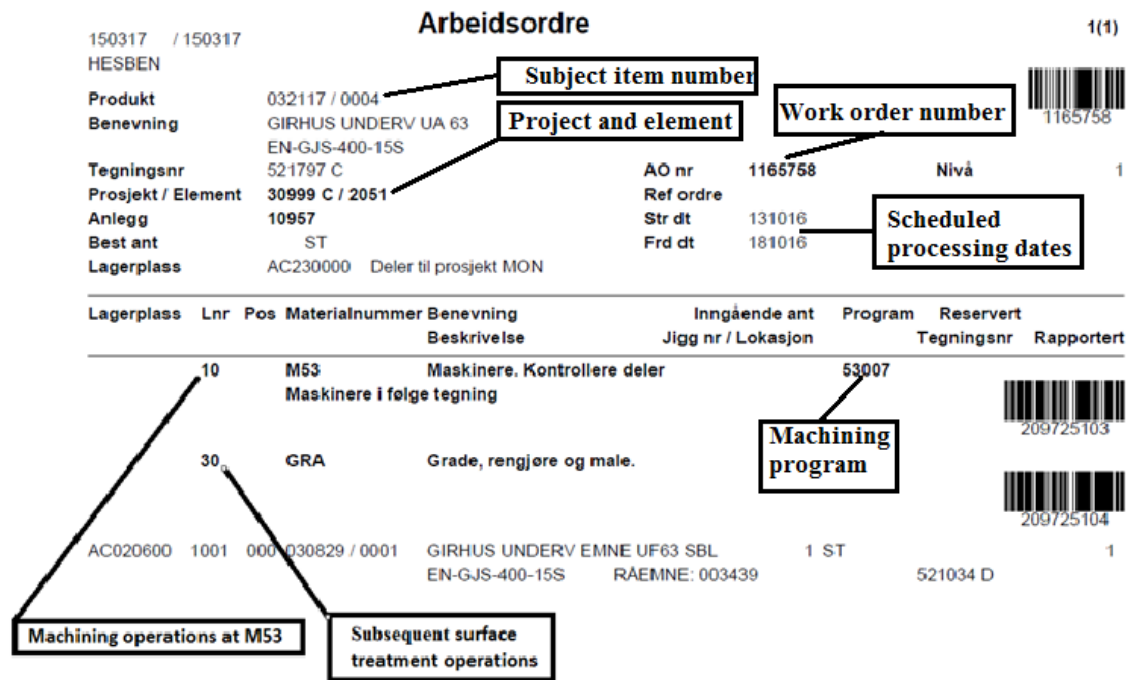 Arbeidsordre
1(1)
150317 / 150317
HESBEN
Subject item number
Produkt 032117 / 0004
1165758
Benevning GIRHUS UNDERV UA 63
Project and element
Work order number
EN-GJS-400-15S
Tegningsnr 521797 C AO nr 1165758 Nivå 1
Prosjekt / Element 30999 C / 2051 Ref ordre
Anlegg 10957 Str dt 131016
Scheduled
processing dates
Best ant ST Frd dt 181016
Lagerplass AC230000 Deler til prosjekt MON
Lagerplass Lnr Pos Materialnummer Benevning Inngående ant Program Reservert
Beskrivelse Jigg nr / Lokasjon Tegningsnr Rapportert
10 M53 Maskinere. Kontrollere deler 53007
Maskinere i følge tegning
209725103
Machining
program
30 GRA Grade, rengjøre og male.
209725104
AC020600 1001 000 030829 / 0001 GIRHUS UNDERV EMNE UF63 SBL 1 ST 1
EN-GJS-400-15S RÅEMNE: 003439 521034 D
Machining operations at M53
Subsequent surface
treatment operations